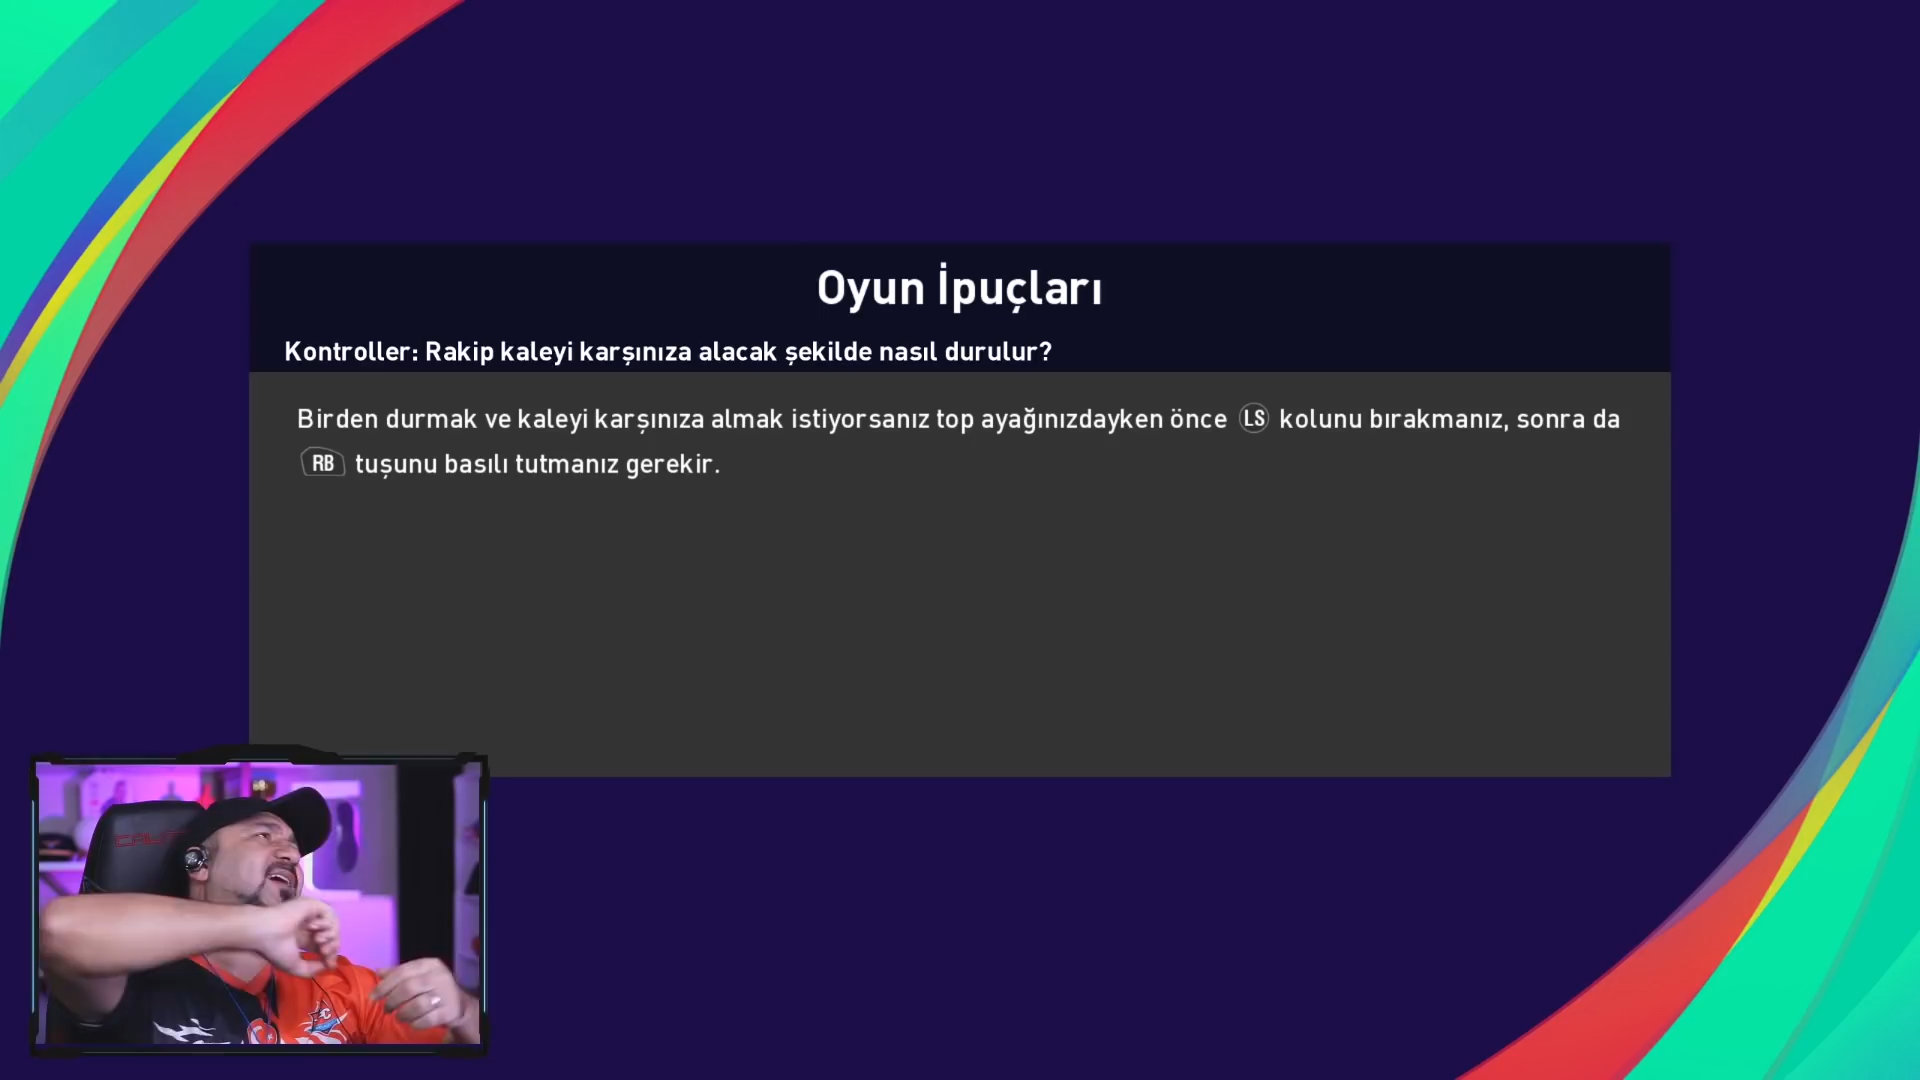 Oyun İpuçları
Kontroller: Rakip kaleyi karşınıza alacak şekilde nasıl durulur?
Birden durmak ve kaleyi karşınıza almak istiyorsanız top ayağınızdayken önce LS kolunu bırakmanız, sonra da
RB tuşunu basılı tutmanız gerekir.